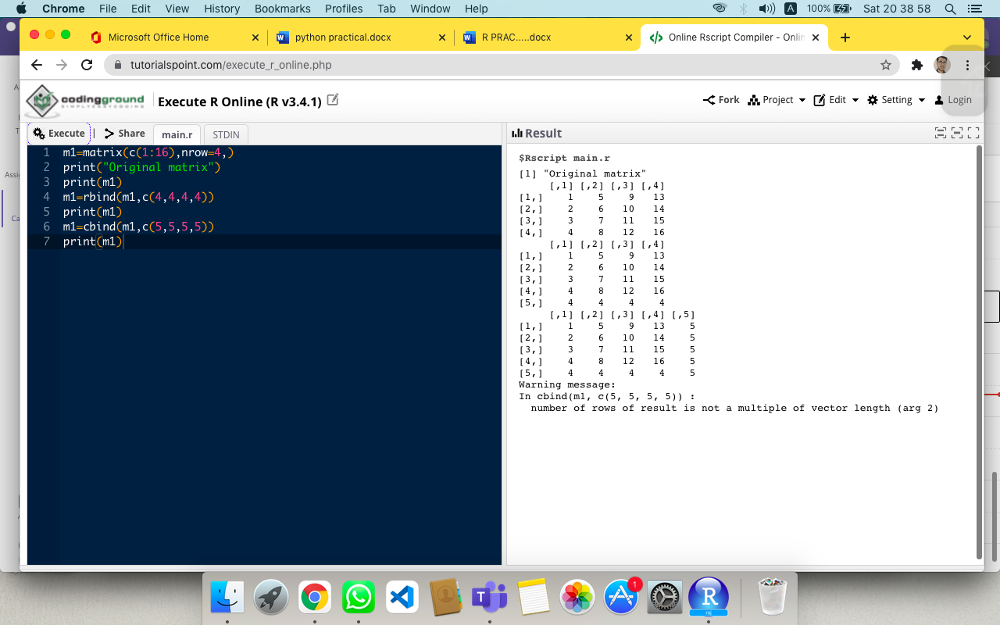 Chrome File Edit View History Bookmarks Profiles Tab Window Help A 100% Sat 20 38 58
Microsoft Office Home python practical.docx R PRAC.....docx Online Rscript Compiler - Onlin
tutorialspoint.com/execute_r_online.php
codingground
SIMPLYEASYCODING
Execute R Online (R v3.4.1)
Fork Project Edit Setting Login
Execute | Share main.r STDIN
1 m1=matrix(c(1:16),nrow=4,)
2 print("Original matrix")
3 print(m1)
4 m1=rbind(m1,c(4,4,4,4))
5 print(m1)
6 m1=cbind(m1,c(5,5,5,5))
7 print(m1)
Result
$Rscript main.r
[1] "Original matrix"
     [,1] [,2] [,3] [,4]
[1,]    1    5    9   13
[2,]    2    6   10   14
[3,]    3    7   11   15
[4,]    4    8   12   16
     [,1] [,2] [,3] [,4]
[1,]    1    5    9   13
[2,]    2    6   10   14
[3,]    3    7   11   15
[4,]    4    8   12   16
[5,]    4    4    4    4
     [,1] [,2] [,3] [,4] [,5]
[1,]    1    5    9   13    5
[2,]    2    6   10   14    5
[3,]    3    7   11   15    5
[4,]    4    8   12   16    5
[5,]    4    4    4    4    5
Warning message:
In cbind(m1, c(5, 5, 5, 5)) :
  number of rows of result is not a multiple of vector length (arg 2)
Assig
Ca
T 1 R
raj